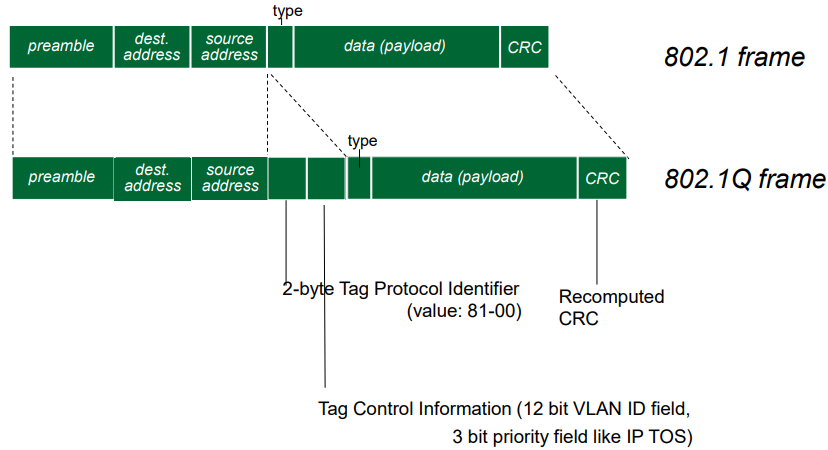 type
preamble
dest.
address
source
address
data (payload)
CRC
802.1 frame
type
preamble
dest.
address
source
address
data (payload)
CRC
802.1Q frame
2-byte Tag Protocol Identifier
(value: 81-00)
Recomputed
CRC
Tag Control Information (12 bit VLAN ID field,
3 bit priority field like IP TOS)